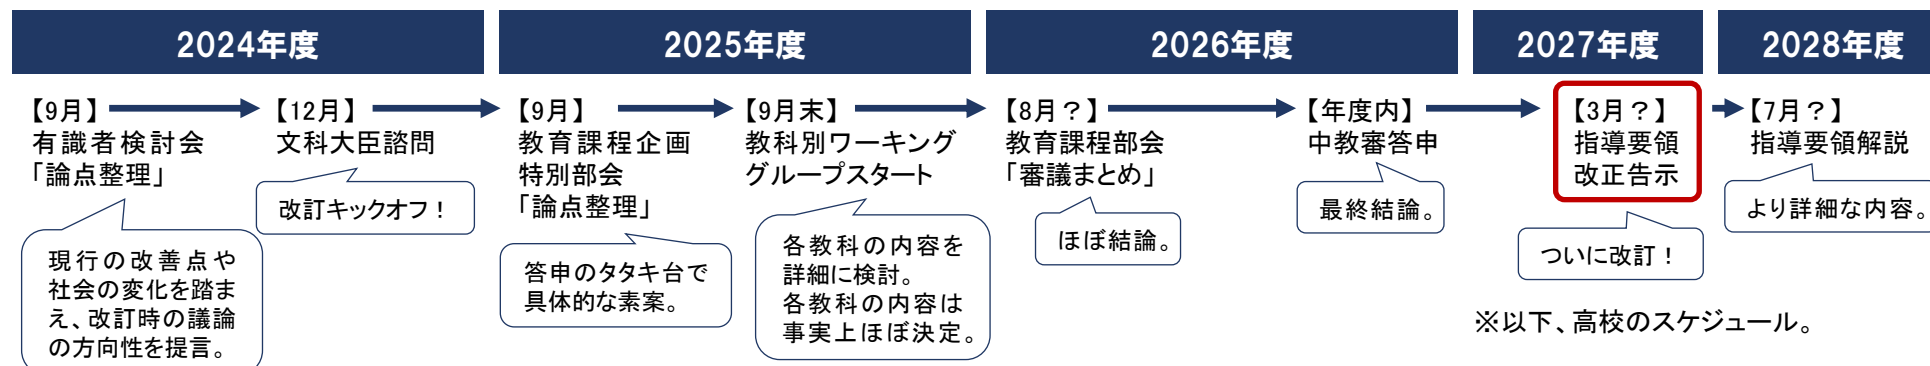 2024年度
2025年度
2026年度
2027年度
2028年度
【9月】
有識者検討会
「論点整理」
現行の改善点や
社会の変化を踏ま
え、改訂時の議論
の方向性を提言。
【12月】
文科大臣諮問
改訂キックオフ！
【9月】
教育課程企画
特別部会
「論点整理」
答申のタタキ台で
具体的な素案。
【9月末】
教科別ワーキング
グループスタート
各教科の内容を
詳細に検討。
各教科の内容は
事実上ほぼ決定。
【8月？】
教育課程部会
「審議まとめ」
ほぼ結論。
【年度内】
中教審答申
最終結論。
【3月？】
指導要領
改正告示
ついに改訂！
【7月？】
指導要領解説
より詳細な内容。
※以下、高校のスケジュール。